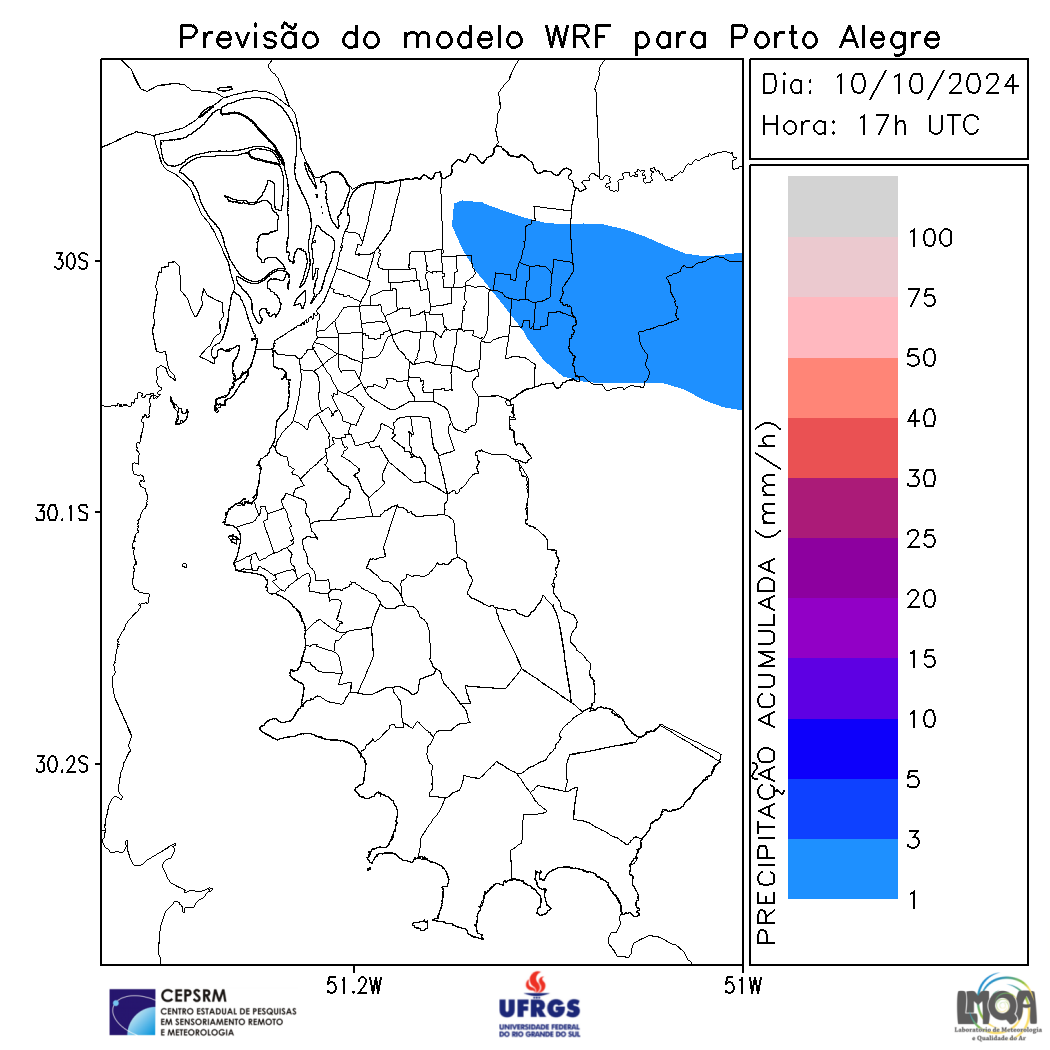 Previsão do modelo WRF para Porto Alegre
Dia: 10/10/2024
Hora: 17h UTC
30S
30.1S
30.2S
51.2W
51W
PRECIPITAÇÃO ACUMULADA (mm/h)
100
75
50
40
30
25
20
15
10
5
3
1
CEPSRM
CENTRO ESTADUAL DE PESQUISAS
EM SENSORIAMENTO REMOTO
E METEOROLOGIA
UFRGS
UNIVERSIDADE FEDERAL
DO RIO GRANDE DO SUL
LMQA
Laboratório de Meteorologia
e Qualidade do Ar